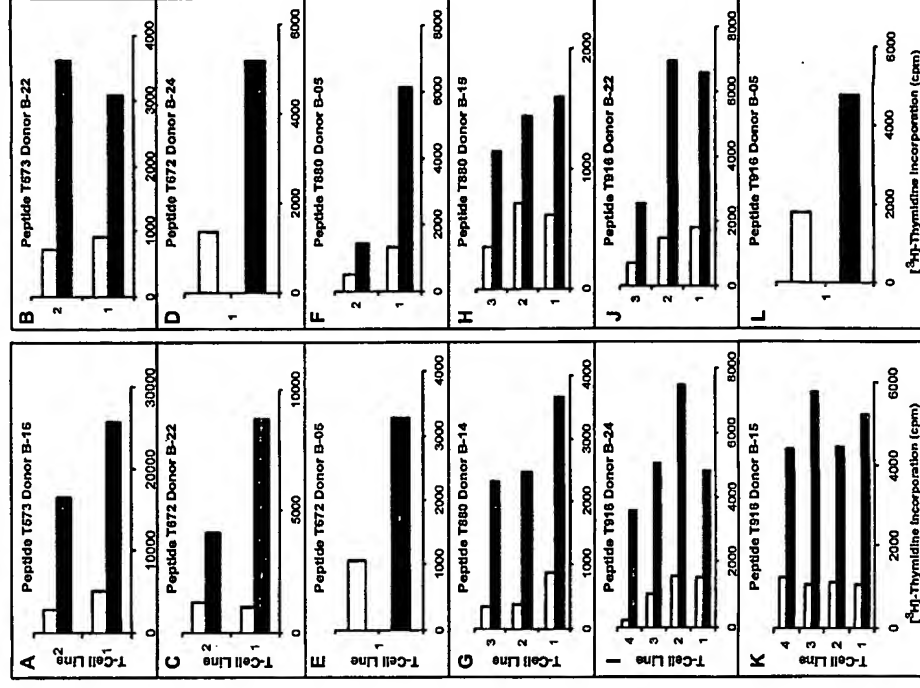 A
Peptide T573 Donor B-16
T-Cell Line
2
1
0
10000
20000
30000
B
Peptide T573 Donor B-22
2
1
0
1000
2000
3000
4000
C
Peptide T672 Donor B-22
T-Cell Line
2
1
0
5000
10000
D
Peptide T672 Donor B-24
1
0
2000
4000
6000
E
Peptide T672 Donor B-05
T-Cell Line
1
0
1000
2000
3000
4000
F
Peptide T880 Donor B-05
2
1
0
2000
4000
6000
8000
G
Peptide T880 Donor B-14
T-Cell Line
3
2
1
0
1000
2000
3000
4000
H
Peptide T880 Donor B-15
3
2
1
0
1000
2000
I
Peptide T916 Donor B-24
T-Cell Line
4
3
2
1
0
2000
4000
6000
8000
J
Peptide T916 Donor B-22
3
2
1
0
2000
4000
6000
8000
K
Peptide T916 Donor B-15
T-Cell Line
4
3
2
1
0
2000
4000
6000
[³H]-Thymidine Incorporation (cpm)
L
Peptide T916 Donor B-05
1
0
2000
4000
6000
[³H]-Thymidine Incorporation (cpm)